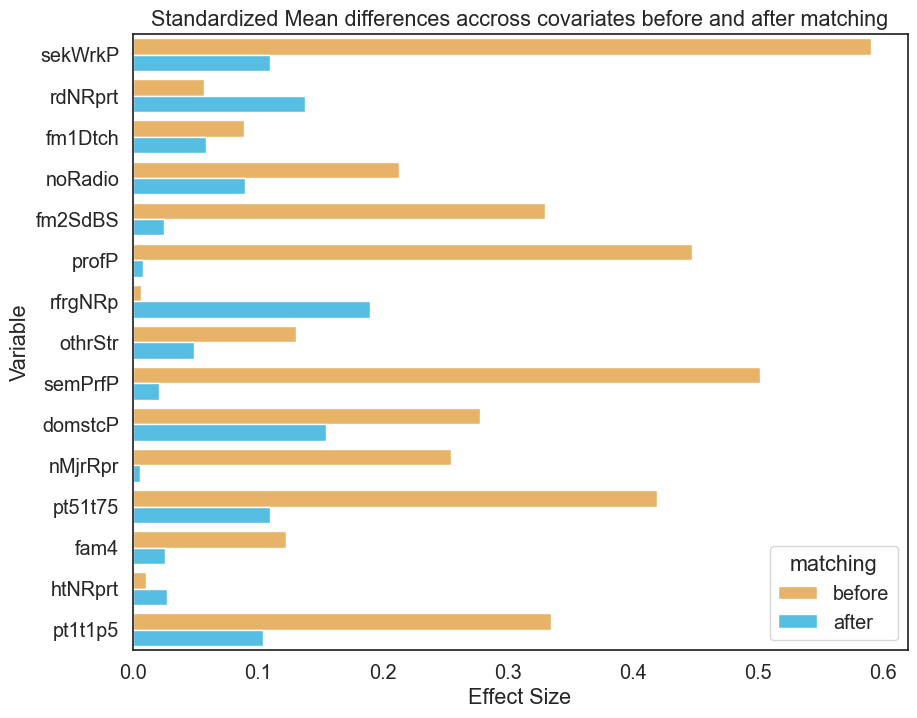 Standardized Mean differences accross covariates before and after matching
Variable
sekWrkP
rdNRprt
fm1Dtch
noRadio
fm2SdBS
profP
rfrgNRp
othrStr
semPrfP
domstcP
nMjrRpr
pt51t75
fam4
htNRprt
pt1t1p5
matching
before
after
0.0 0.1 0.2 0.3 0.4 0.5 0.6
Effect Size